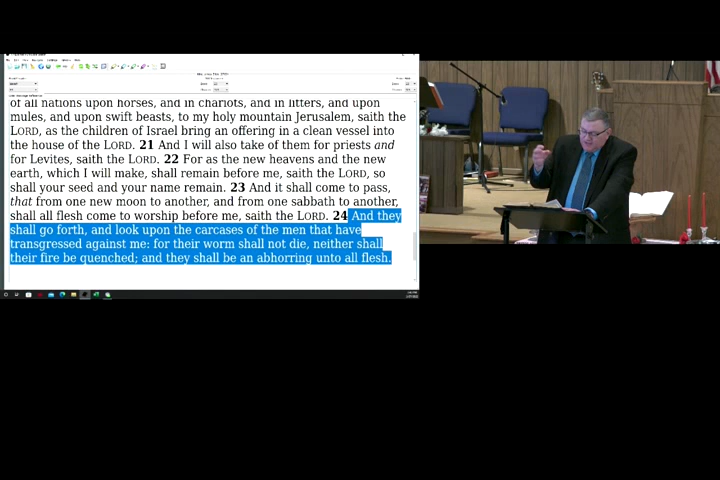 of all nations upon horses, and in chariots, and in litters, and upon
mules, and upon swift beasts, to my holy mountain Jerusalem, saith the
LORD, as the children of Israel bring an offering in a clean vessel into
the house of the LORD. 21 And I will also take of them for priests and
for Levites, saith the LORD. 22 For as the new heavens and the new
earth, which I will make, shall remain before me, saith the LORD, so
shall your seed and your name remain. 23 And it shall come to pass,
that from one new moon to another, and from one sabbath to another,
shall all flesh come to worship before me, saith the LORD. 24 And they
shall go forth, and look upon the carcases of the men that have
transgressed against me: for their worm shall not die, neither shall
their fire be quenched; and they shall be an abhorring unto all flesh.